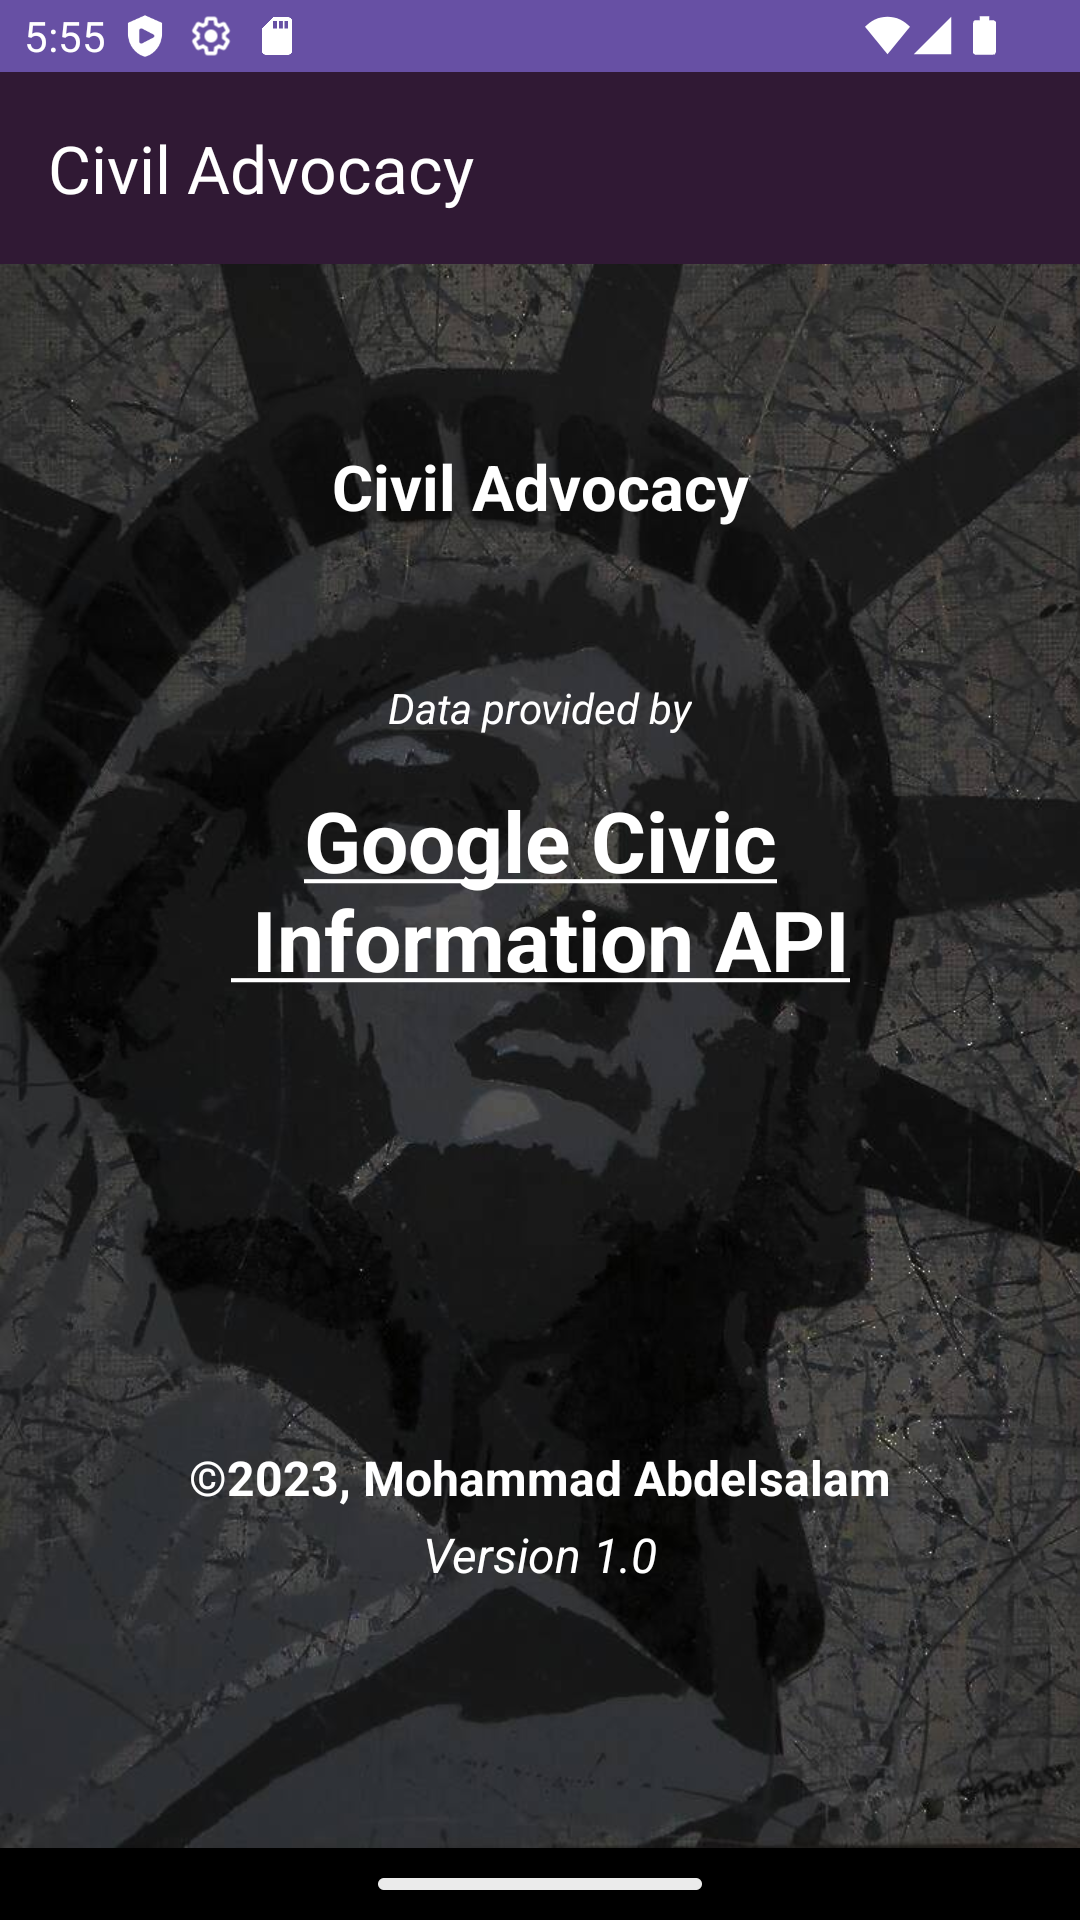 5:55
Civil Advocacy
Civil Advocacy
Data provided by
Google Civic
Information API
©2023, Mohammad Abdelsalam
Version 1.0